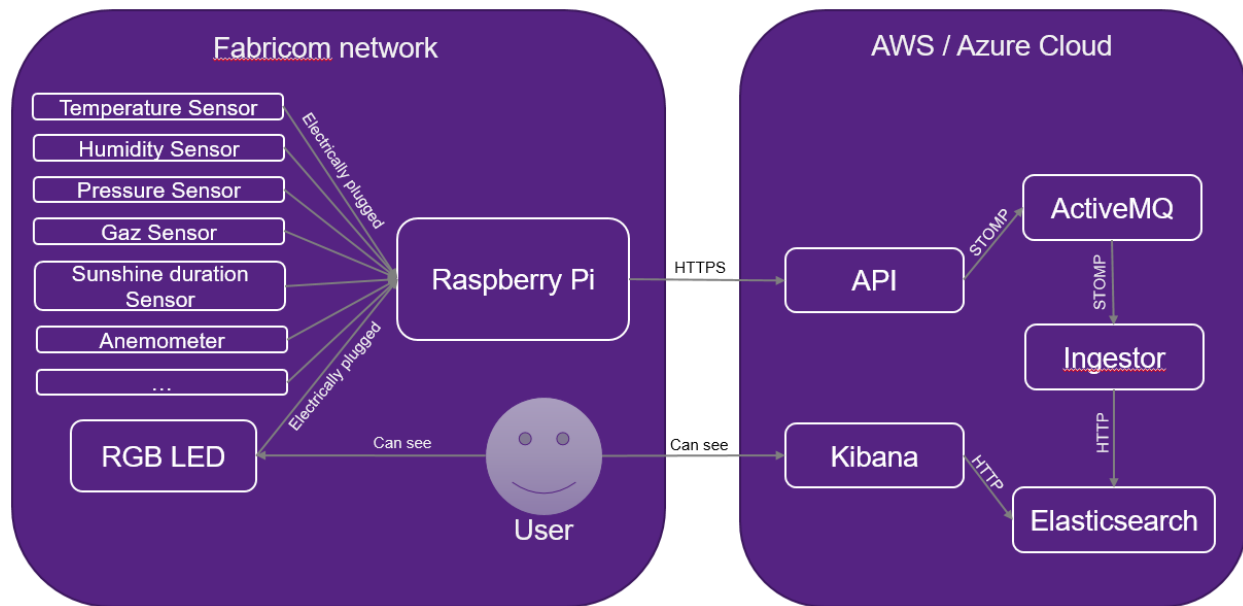 Fabricom network
Temperature Sensor
Humidity Sensor
Pressure Sensor
Gaz Sensor
Sunshine duration
Sensor
Anemometer
...
RGB LED
Electrically plugged
Electrically plugged
Raspberry Pi
Can see
User
HTTPS
Can see
AWS / Azure Cloud
API
STOMP
ActiveMQ
STOMP
Ingestor
HTTP
Kibana
HTTP
Elasticsearch